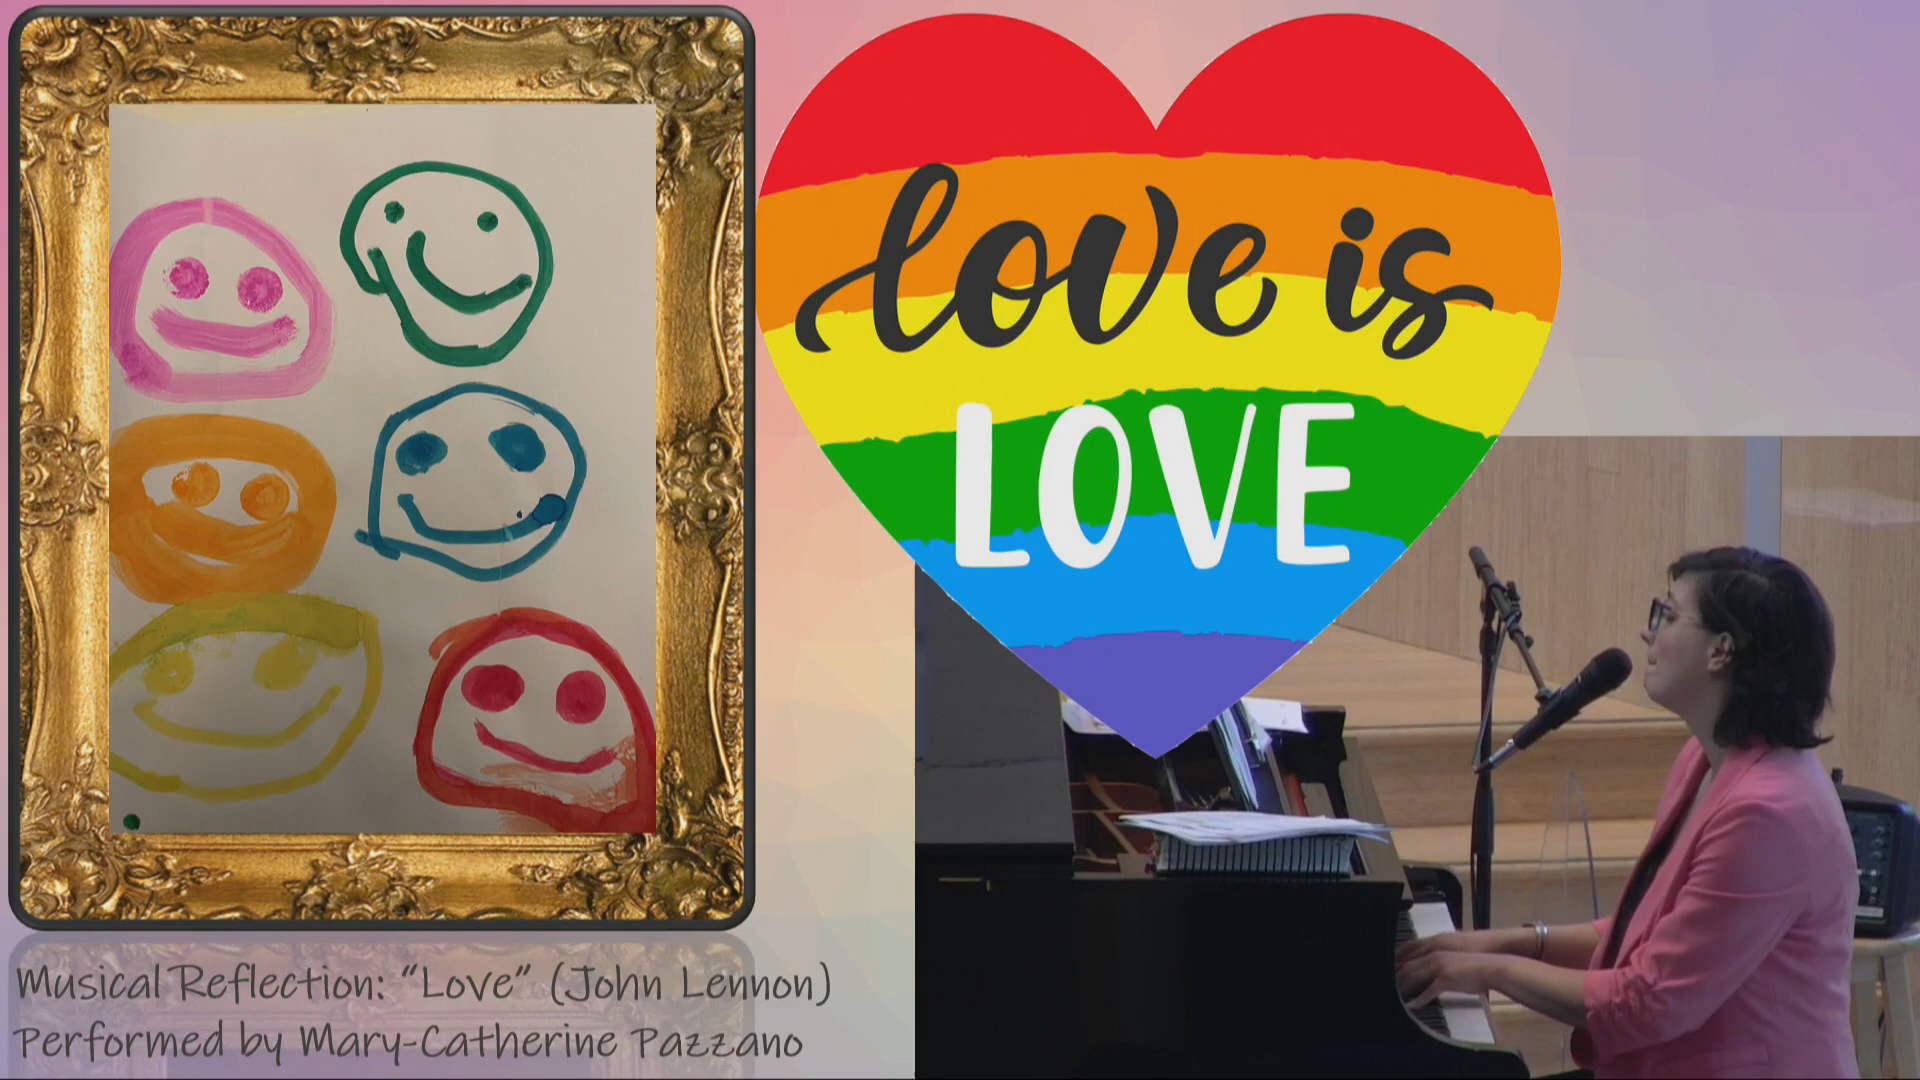 love is
LOVE
Musical Reflection: “Love” (John Lennon)
Performed by Mary-Catherine Pazzano